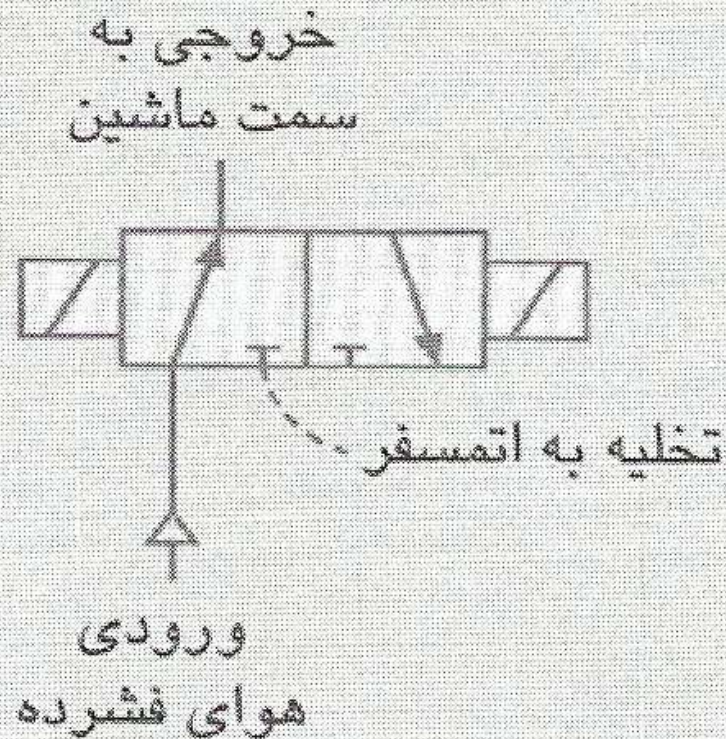 خروجی به
سمت ماشین
تخلیه به اتمسفر
ورودی
هوای فشرده